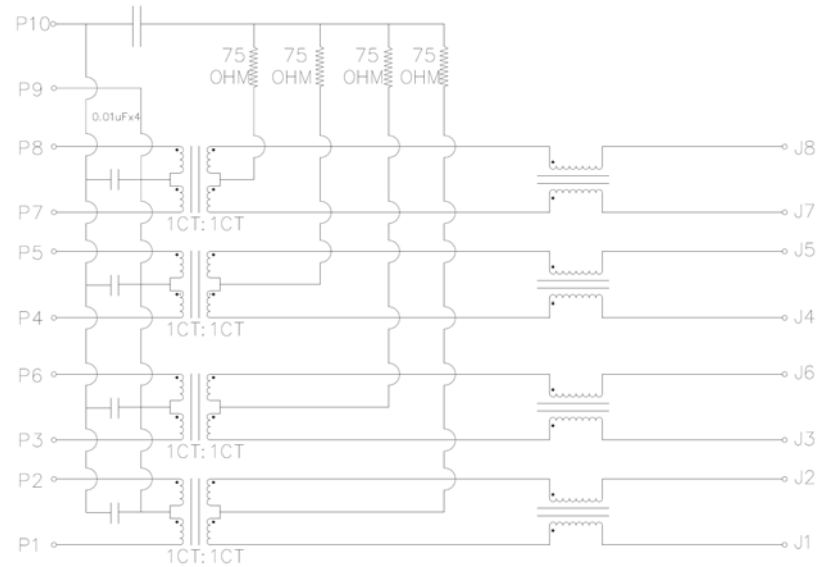 P10
75 OHM
75 OHM
75 OHM
75 OHM
P9
0.01uFx4
P8
J8
P7
J7
1CT:1CT
P5
J5
P4
J4
1CT:1CT
P6
J6
P3
J3
1CT:1CT
P2
J2
P1
J1
1CT:1CT